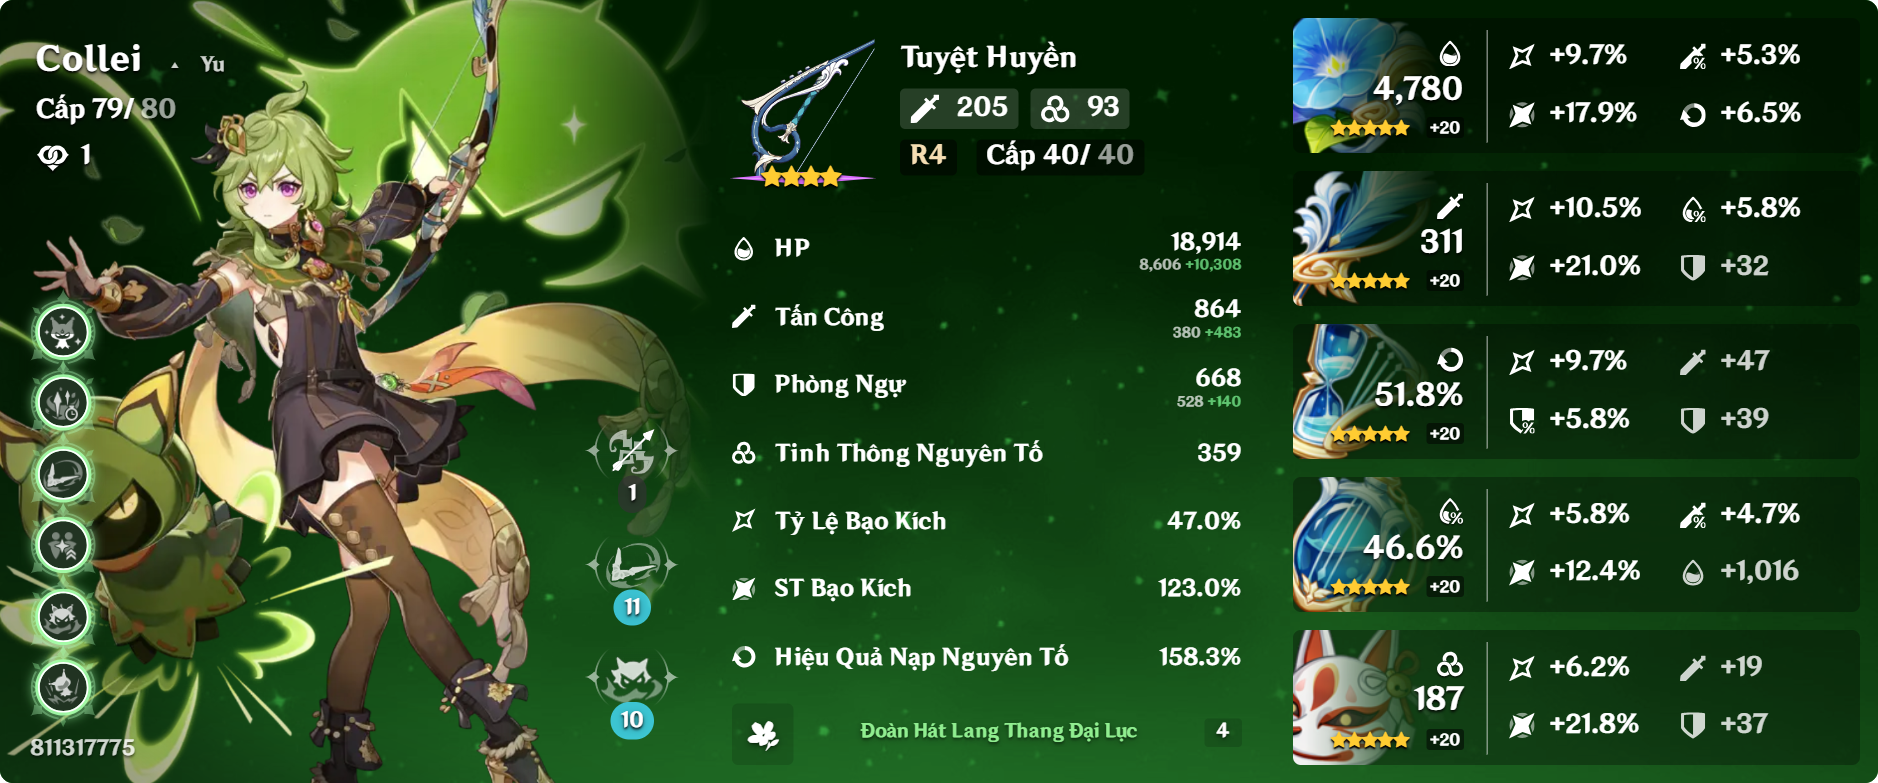 Collei
Yu
Cấp 79/ 80
1
1
11
10
811317775
Tuyệt Huyền
205 93
R4 Cấp 40/ 40
HP 18,914
8,606 +10,308
Tấn Công 864
380 +483
Phòng Ngự 668
528 +140
Tinh Thông Nguyên Tố 359
Tỷ Lệ Bạo Kích 47.0%
ST Bạo Kích 123.0%
Hiệu Quả Nạp Nguyên Tố 158.3%
Đoàn Hát Lang Thang Đại Lục 4
4,780
+20
+9.7% +5.3%
+17.9% +6.5%
311
+20
+10.5% +5.8%
+21.0% +32
51.8%
+20
+9.7% +47
+5.8% +39
46.6%
+20
+5.8% +4.7%
+12.4% +1,016
187
+20
+6.2% +19
+21.8% +37